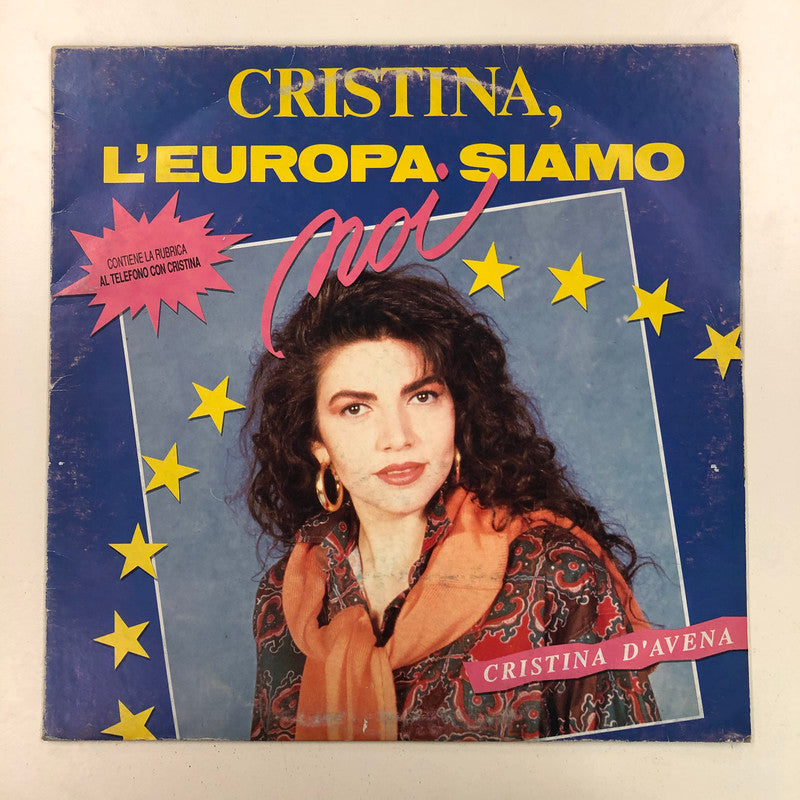 CRISTINA,
L'EUROPA SIAMO
noi
CONTIENE LA RUBRICA
AL TELEFONO CON CRISTINA
CRISTINA D'AVENA